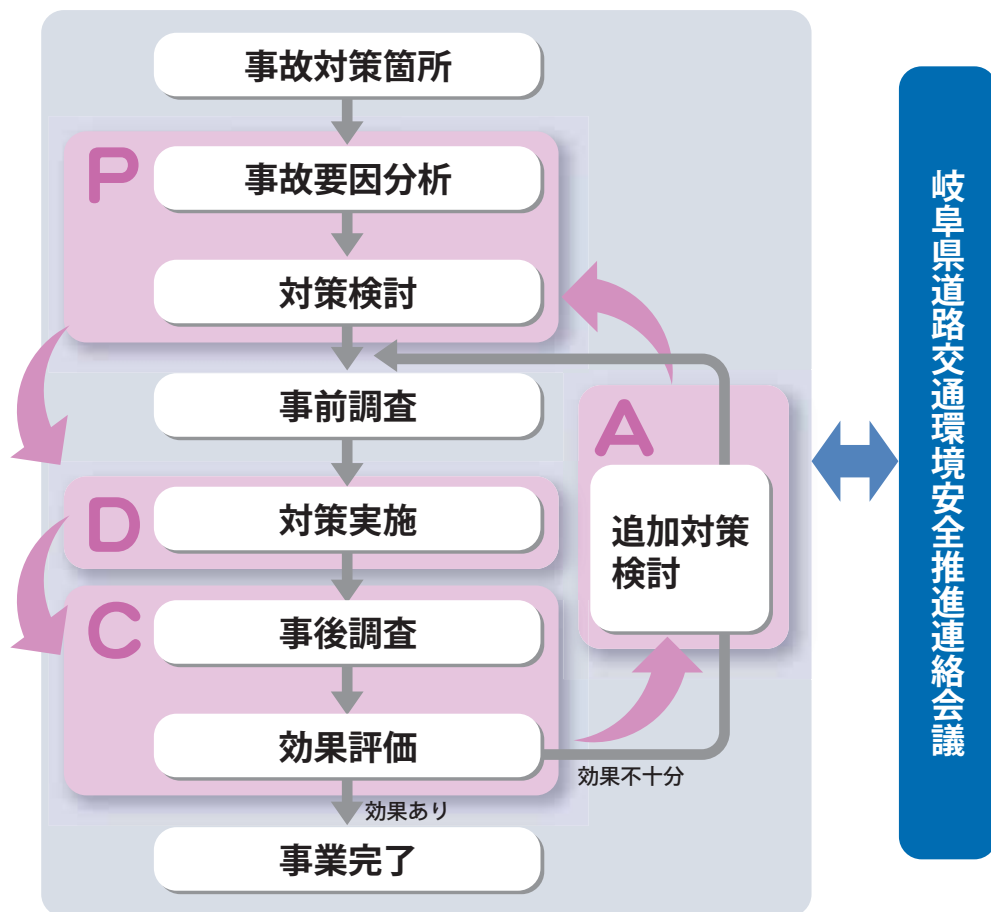 事故対策箇所
P
事故要因分析
対策検討
事前調査
D
対策実施
C
事後調査
効果評価
効果あり
事業完了
A
追加対策
検討
効果不十分
岐阜県道路交通環境安全推進連絡会議